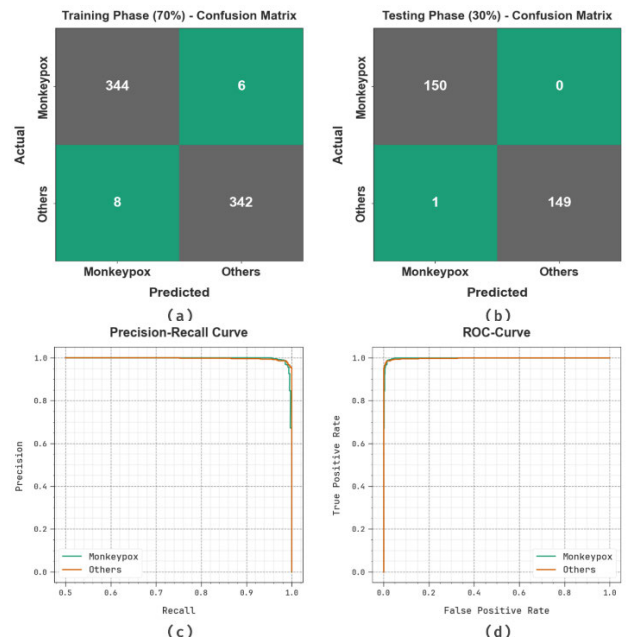 Training Phase (70%) - Confusion Matrix
Actual
Monkeypox
344
6
Others
8
342
Monkeypox
Others
Predicted
(a)
Testing Phase (30%) - Confusion Matrix
Actual
Monkeypox
150
0
Others
1
149
Monkeypox
Others
Predicted
(b)
Precision-Recall Curve
Precision
1.0
0.8
0.6
0.4
0.2
0.0
Monkeypox
Others
0.5
0.6
0.7
0.8
0.9
1.0
Recall
(c)
ROC-Curve
True Positive Rate
1.0
0.8
0.6
0.4
0.2
0.0
Monkeypox
Others
0.0
0.2
0.4
0.6
0.8
1.0
False Positive Rate
(d)